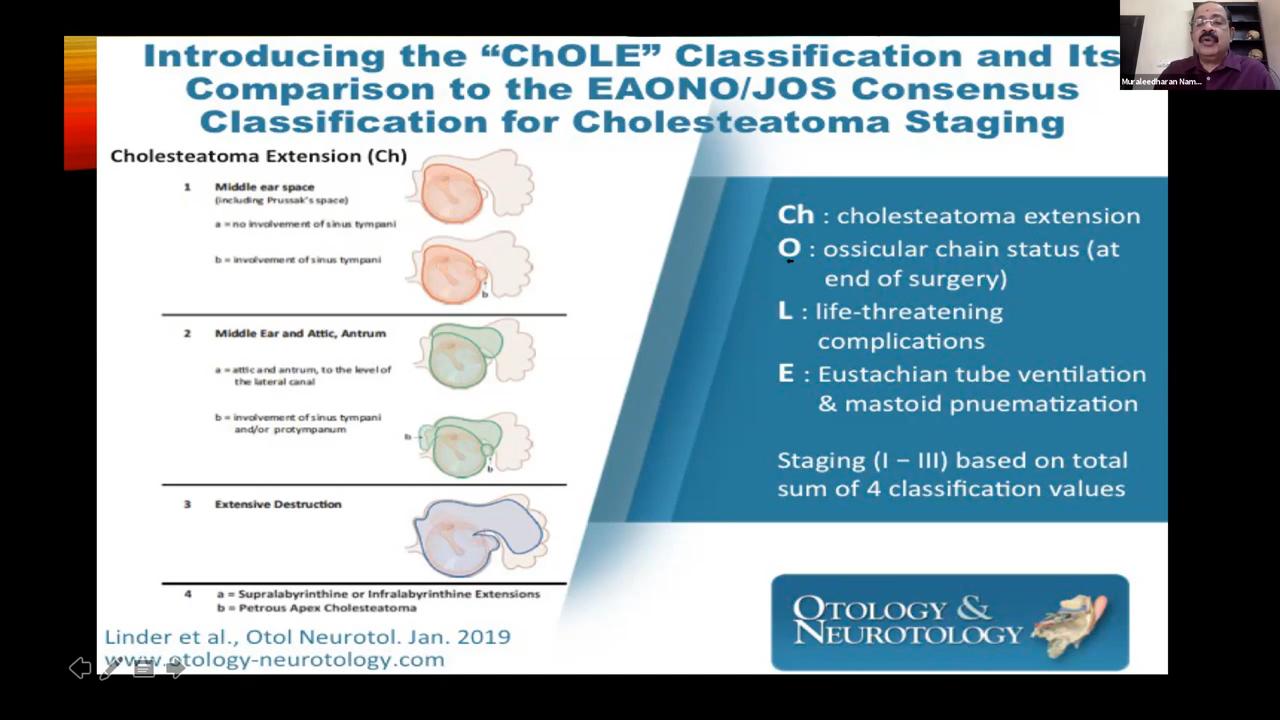 Introducing the “ChOLE” Classification and Its
Comparison to the EAONO/JOS Consensus
Classification for Cholesteatoma Staging
Muraleedharan Nam...
Cholesteatoma Extension (Ch)
1 Middle ear space
(including Prussak's space)
a = no involvement of sinus tympani
b = involvement of sinus tympani
b
2 Middle Ear and Attic, Antrum
a = attic and antrum, to the level of
the lateral canal
b = involvement of sinus tympani
and/or protympanum
b
b
3 Extensive Destruction
4 a = Supralabyrinthine or Infralabyrinthine Extensions
b = Petrous Apex Cholesteatoma
Linder et al., Otol Neurotol. Jan. 2019
www.otology-neurotology.com
Ch : cholesteatoma extension
O : ossicular chain status (at
end of surgery)
L : life-threatening
complications
E : Eustachian tube ventilation
& mastoid pnuematization
Staging (I – III) based on total
sum of 4 classification values
OTOLOGY &
NEUROTOLOGY